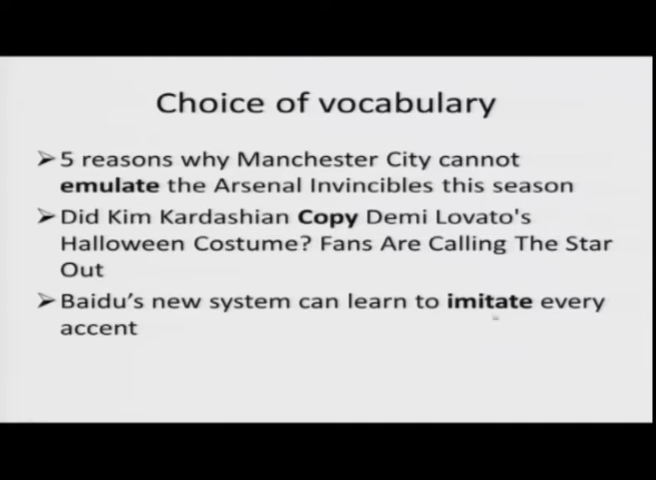 Choice of vocabulary
➢5 reasons why Manchester City cannot
emulate the Arsenal Invincibles this season
➢Did Kim Kardashian Copy Demi Lovato's
Halloween Costume? Fans Are Calling The Star
Out
➢Baidu’s new system can learn to imitate every
accent